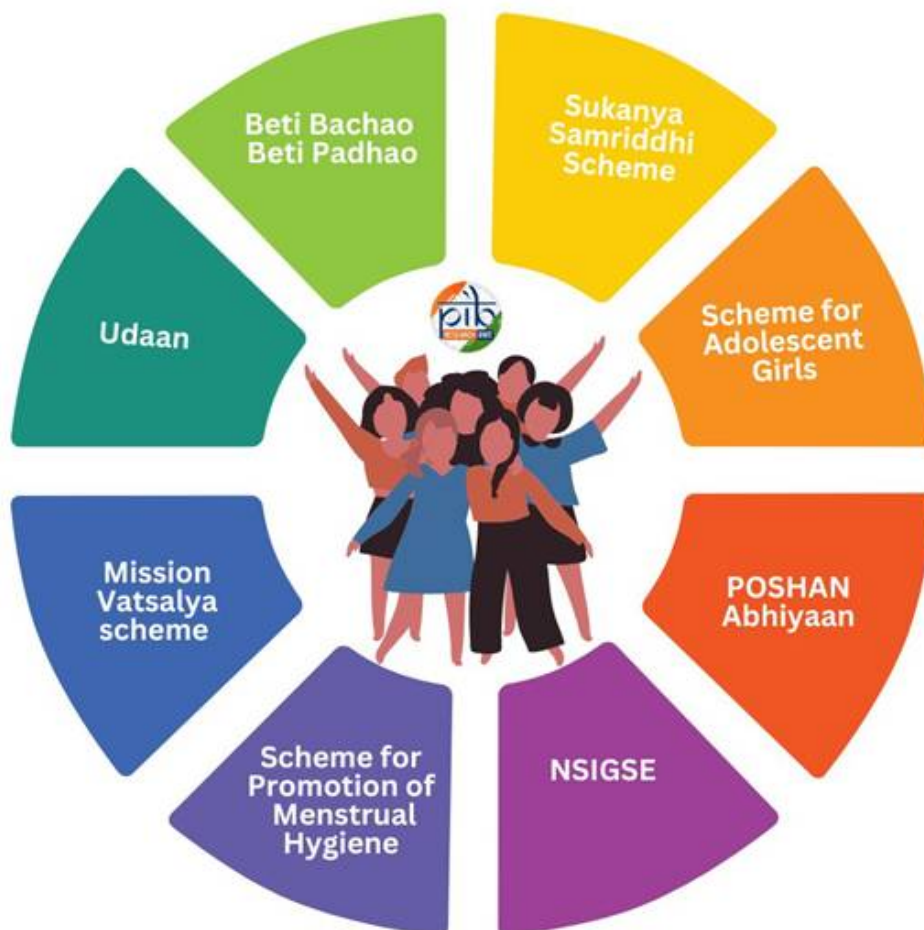 Beti Bachao
Beti Padhao
Sukanya
Samriddhi
Scheme
Scheme for
Adolescent
Girls
POSHAN
Abhiyaan
NSIGSE
Scheme for
Promotion of
Menstrual
Hygiene
Mission
Vatsalya
scheme
Udaan
pib